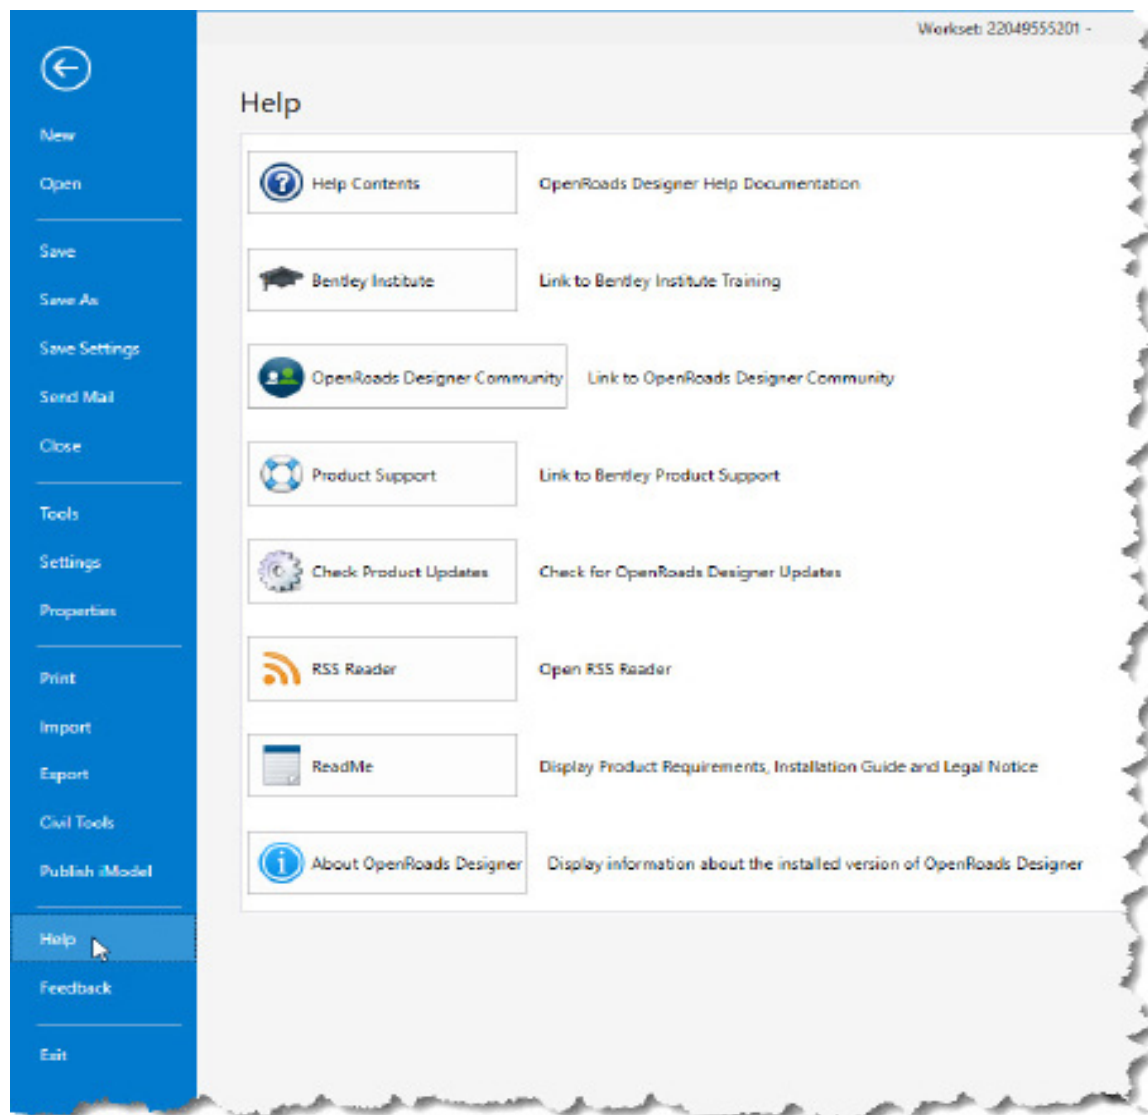 Workset: 22049555201 -
Help
New
Open
Save
Save As
Save Settings
Send Mail
Close
Tools
Settings
Properties
Print
Import
Export
Civil Tools
Publish iModel
Help
Feedback
Exit
Help Contents OpenRoads Designer Help Documentation
Bentley Institute Link to Bentley Institute Training
OpenRoads Designer Community Link to OpenRoads Designer Community
Product Support Link to Bentley Product Support
Check Product Updates Check for OpenRoads Designer Updates
RSS Reader Open RSS Reader
ReadMe Display Product Requirements, Installation Guide and Legal Notice
About OpenRoads Designer Display information about the installed version of OpenRoads Designer